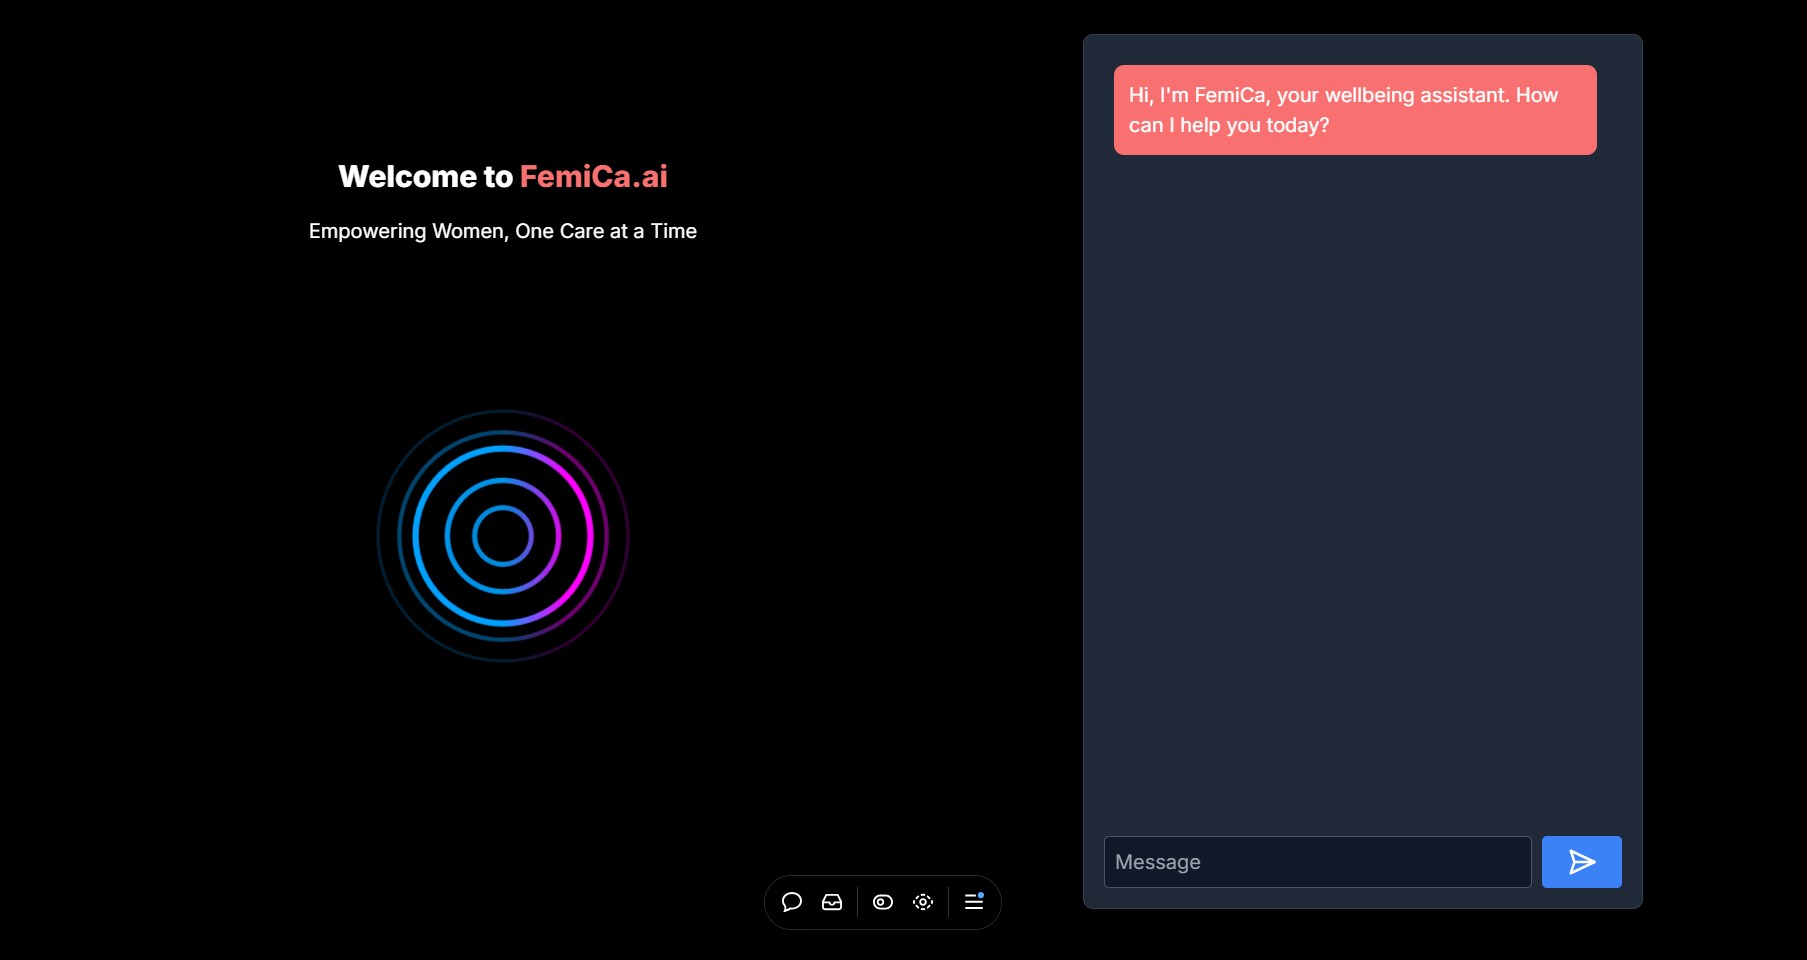 Welcome to FemiCa.ai
Empowering Women, One Care at a Time
Hi, I'm FemiCa, your wellbeing assistant. How
can I help you today?
Message